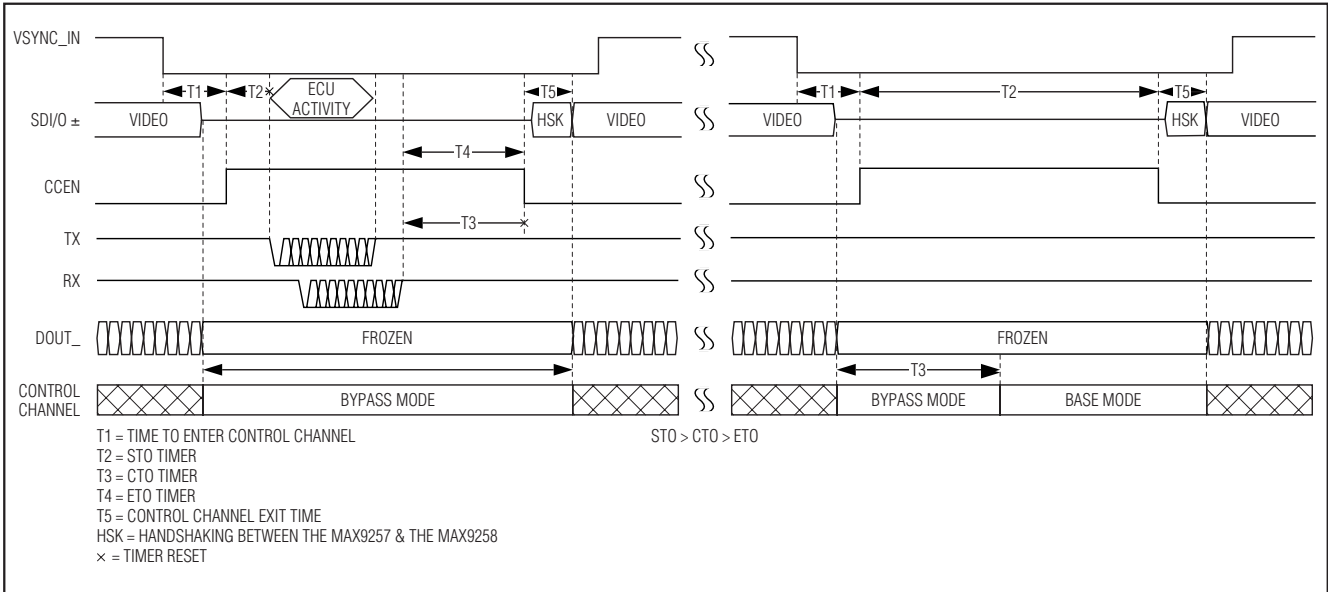 VSYNC_IN
T1 T2 ECU ACTIVITY T5 T1 T2 T5
SDI/O ± VIDEO HSK VIDEO VIDEO HSK VIDEO
T4
CCEN
T3
TX
RX
DOUT_ FROZEN FROZEN
T3
CONTROL CHANNEL BYPASS MODE BYPASS MODE BASE MODE
T1 = TIME TO ENTER CONTROL CHANNEL STO > CTO > ETO
T2 = STO TIMER
T3 = CTO TIMER
T4 = ETO TIMER
T5 = CONTROL CHANNEL EXIT TIME
HSK = HANDSHAKING BETWEEN THE MAX9257 & THE MAX9258
× = TIMER RESET